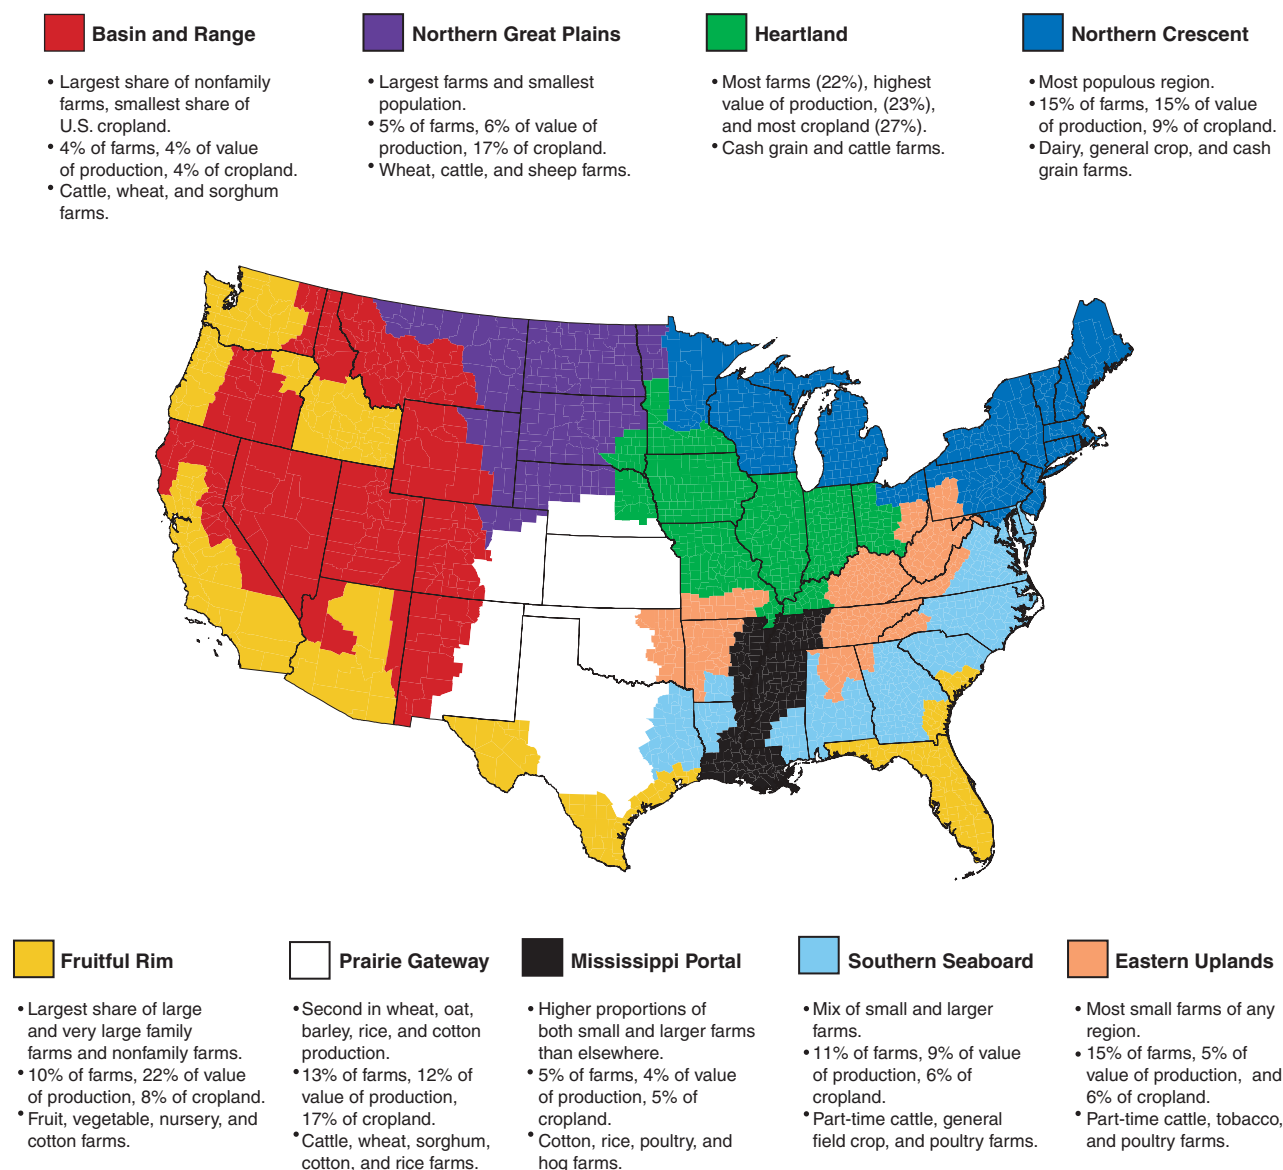 Basin and Range
• Largest share of nonfamily
farms, smallest share of
U.S. cropland.
• 4% of farms, 4% of value
of production, 4% of cropland.
• Cattle, wheat, and sorghum
farms.
Northern Great Plains
• Largest farms and smallest
population.
• 5% of farms, 6% of value of
production, 17% of cropland.
• Wheat, cattle, and sheep farms.
Heartland
• Most farms (22%), highest
value of production, (23%),
and most cropland (27%).
• Cash grain and cattle farms.
Northern Crescent
• Most populous region.
• 15% of farms, 15% of value
of production, 9% of cropland.
• Dairy, general crop, and cash
grain farms.
Fruitful Rim
• Largest share of large
and very large family
farms and nonfamily farms.
• 10% of farms, 22% of value
of production, 8% of cropland.
• Fruit, vegetable, nursery, and
cotton farms.
Prairie Gateway
• Second in wheat, oat,
barley, rice, and cotton
production.
• 13% of farms, 12% of
value of production,
17% of cropland.
• Cattle, wheat, sorghum,
cotton, and rice farms.
Mississippi Portal
• Higher proportions of
both small and larger farms
than elsewhere.
• 5% of farms, 4% of value
of production, 5% of
cropland.
• Cotton, rice, poultry, and
hog farms.
Southern Seaboard
• Mix of small and larger
farms.
• 11% of farms, 9% of value
of production, 6% of
cropland.
• Part-time cattle, general
field crop, and poultry farms.
Eastern Uplands
• Most small farms of any
region.
• 15% of farms, 5% of
value of production, and
6% of cropland.
• Part-time cattle, tobacco,
and poultry farms.